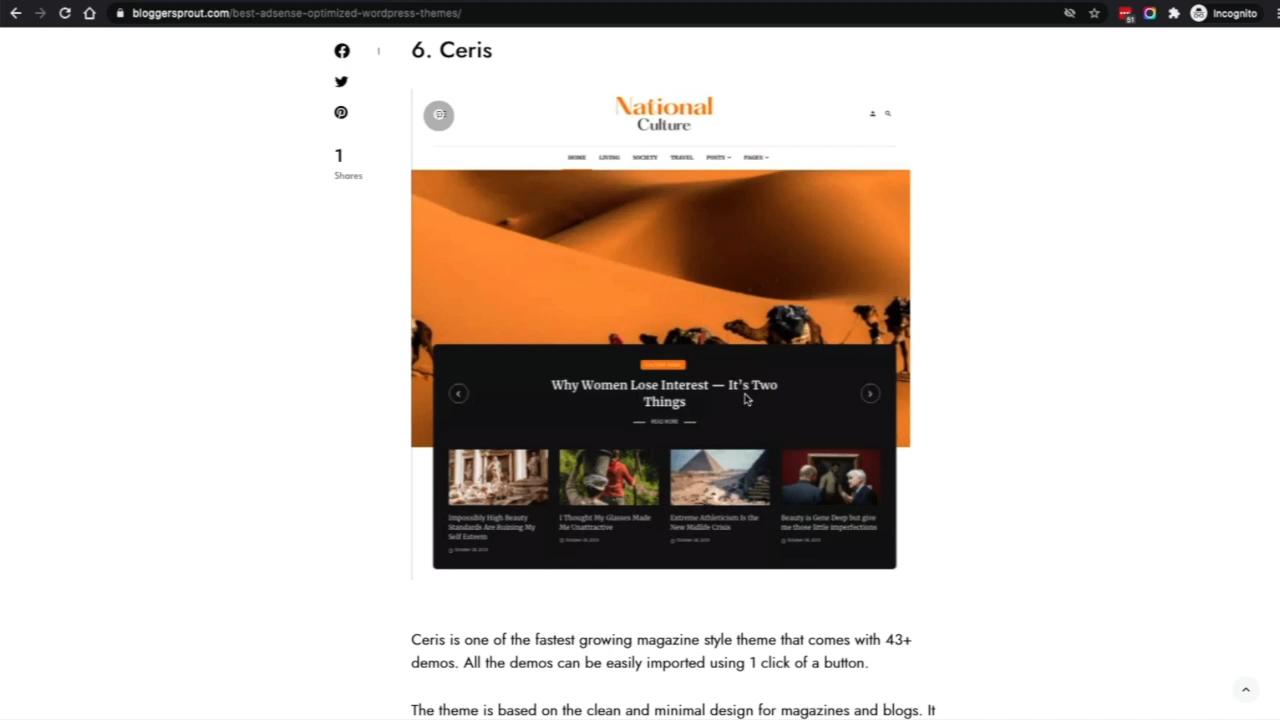 bloggersprout.com/best-adsense-optimized-wordpress-themes/
51
Incognito
6. Ceris
1
Shares
National
Culture
HOME LIVING SOCIETY TRAVEL POSTS PAGES
Why Women Lose Interest — It's Two
Things
READ MORE
Impossibly High Beauty
Standards Are Ruining My
Self Esteem
October 28, 2019
I Thought My Glasses Made
Me Unattractive
October 28, 2019
Extreme Athleticism Is the
New Midlife Crisis
October 28, 2019
Beauty is Gene Deep but give
me those little imperfections
October 28, 2019
Ceris is one of the fastest growing magazine style theme that comes with 43+
demos. All the demos can be easily imported using 1 click of a button.
The theme is based on the clean and minimal design for magazines and blogs. It